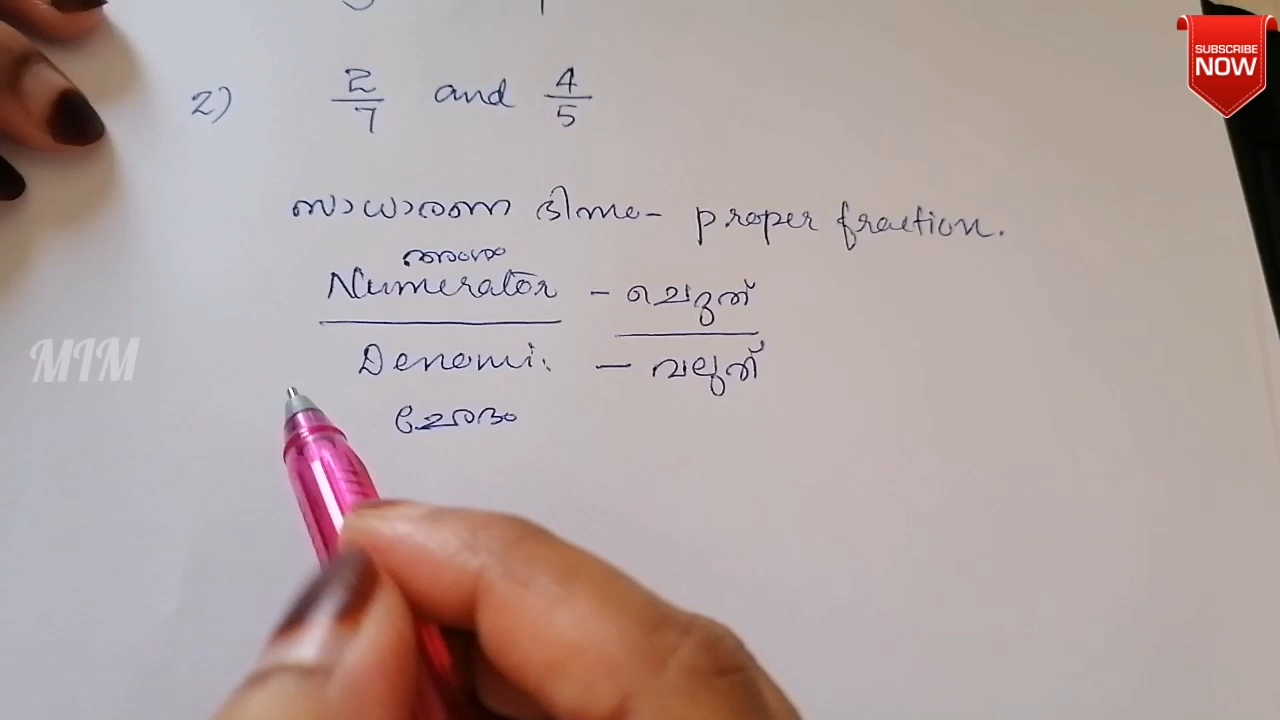 SUBSCRIBE
NOW
2) 2/7 and 4/5
സാധാരണ ഭിന്നം - proper fraction.
അംശം
Numerator - ചെറുത്
Denomi. - വലുത്
ഛേദം
MIM